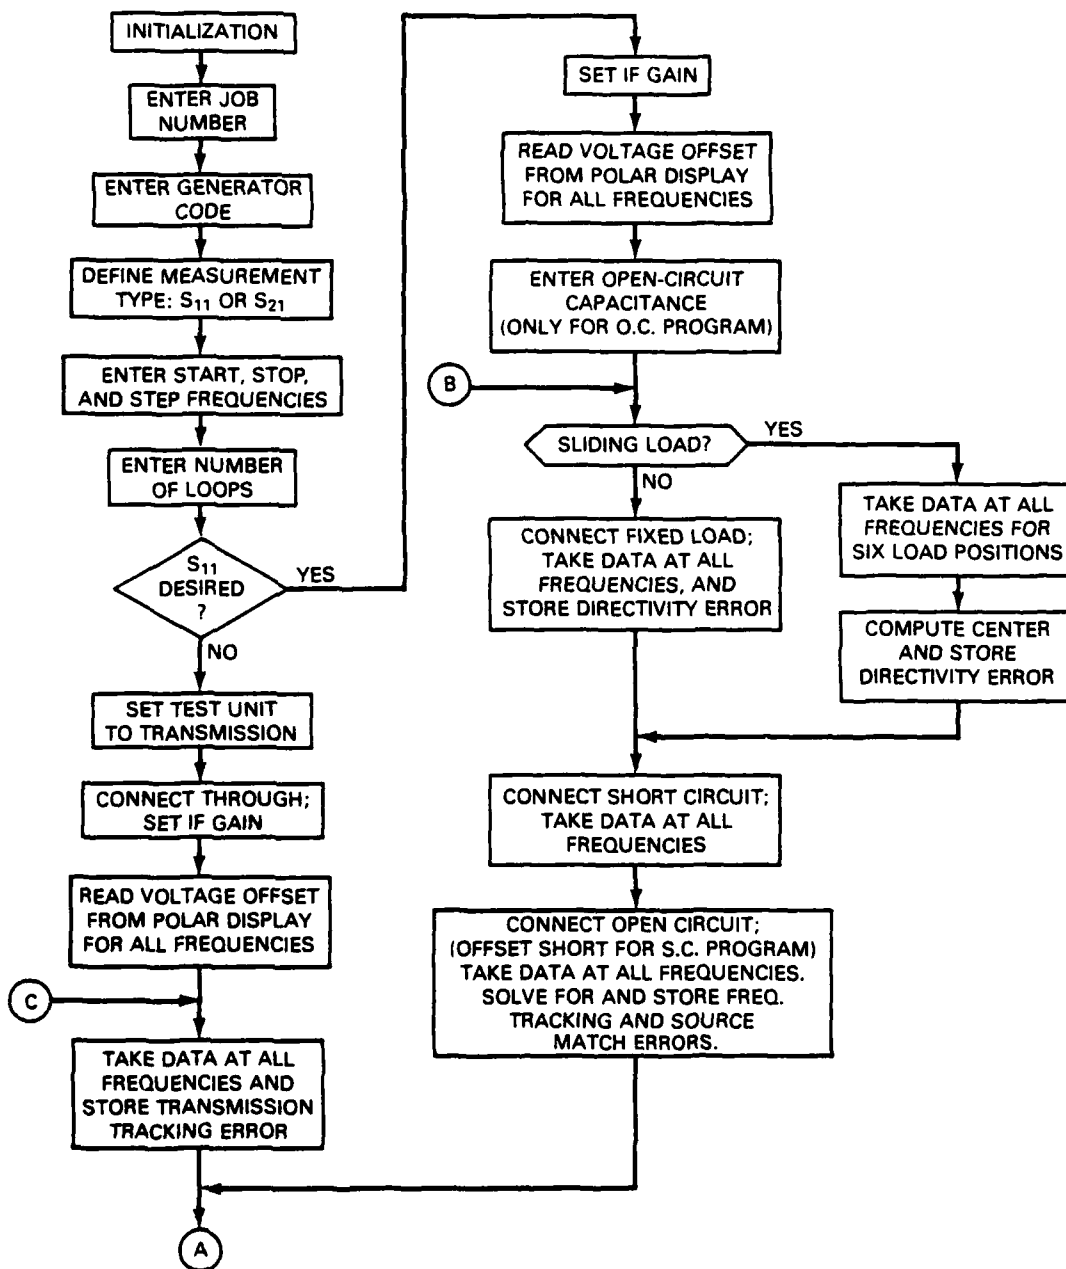 INITIALIZATION
ENTER JOB
NUMBER
ENTER GENERATOR
CODE
DEFINE MEASUREMENT
TYPE: S₁₁ OR S₂₁
ENTER START, STOP,
AND STEP FREQUENCIES
ENTER NUMBER
OF LOOPS
S₁₁
DESIRED
?
YES
NO
SET TEST UNIT
TO TRANSMISSION
CONNECT THROUGH;
SET IF GAIN
READ VOLTAGE OFFSET
FROM POLAR DISPLAY
FOR ALL FREQUENCIES
C
TAKE DATA AT ALL
FREQUENCIES AND
STORE TRANSMISSION
TRACKING ERROR
A
SET IF GAIN
READ VOLTAGE OFFSET
FROM POLAR DISPLAY
FOR ALL FREQUENCIES
ENTER OPEN-CIRCUIT
CAPACITANCE
(ONLY FOR O.C. PROGRAM)
B
SLIDING LOAD?
YES
NO
CONNECT FIXED LOAD;
TAKE DATA AT ALL
FREQUENCIES, AND
STORE DIRECTIVITY ERROR
TAKE DATA AT ALL
FREQUENCIES FOR
SIX LOAD POSITIONS
COMPUTE CENTER
AND STORE
DIRECTIVITY ERROR
CONNECT SHORT CIRCUIT;
TAKE DATA AT ALL
FREQUENCIES
CONNECT OPEN CIRCUIT;
(OFFSET SHORT FOR S.C. PROGRAM)
TAKE DATA AT ALL FREQUENCIES.
SOLVE FOR AND STORE FREQ.
TRACKING AND SOURCE
MATCH ERRORS.